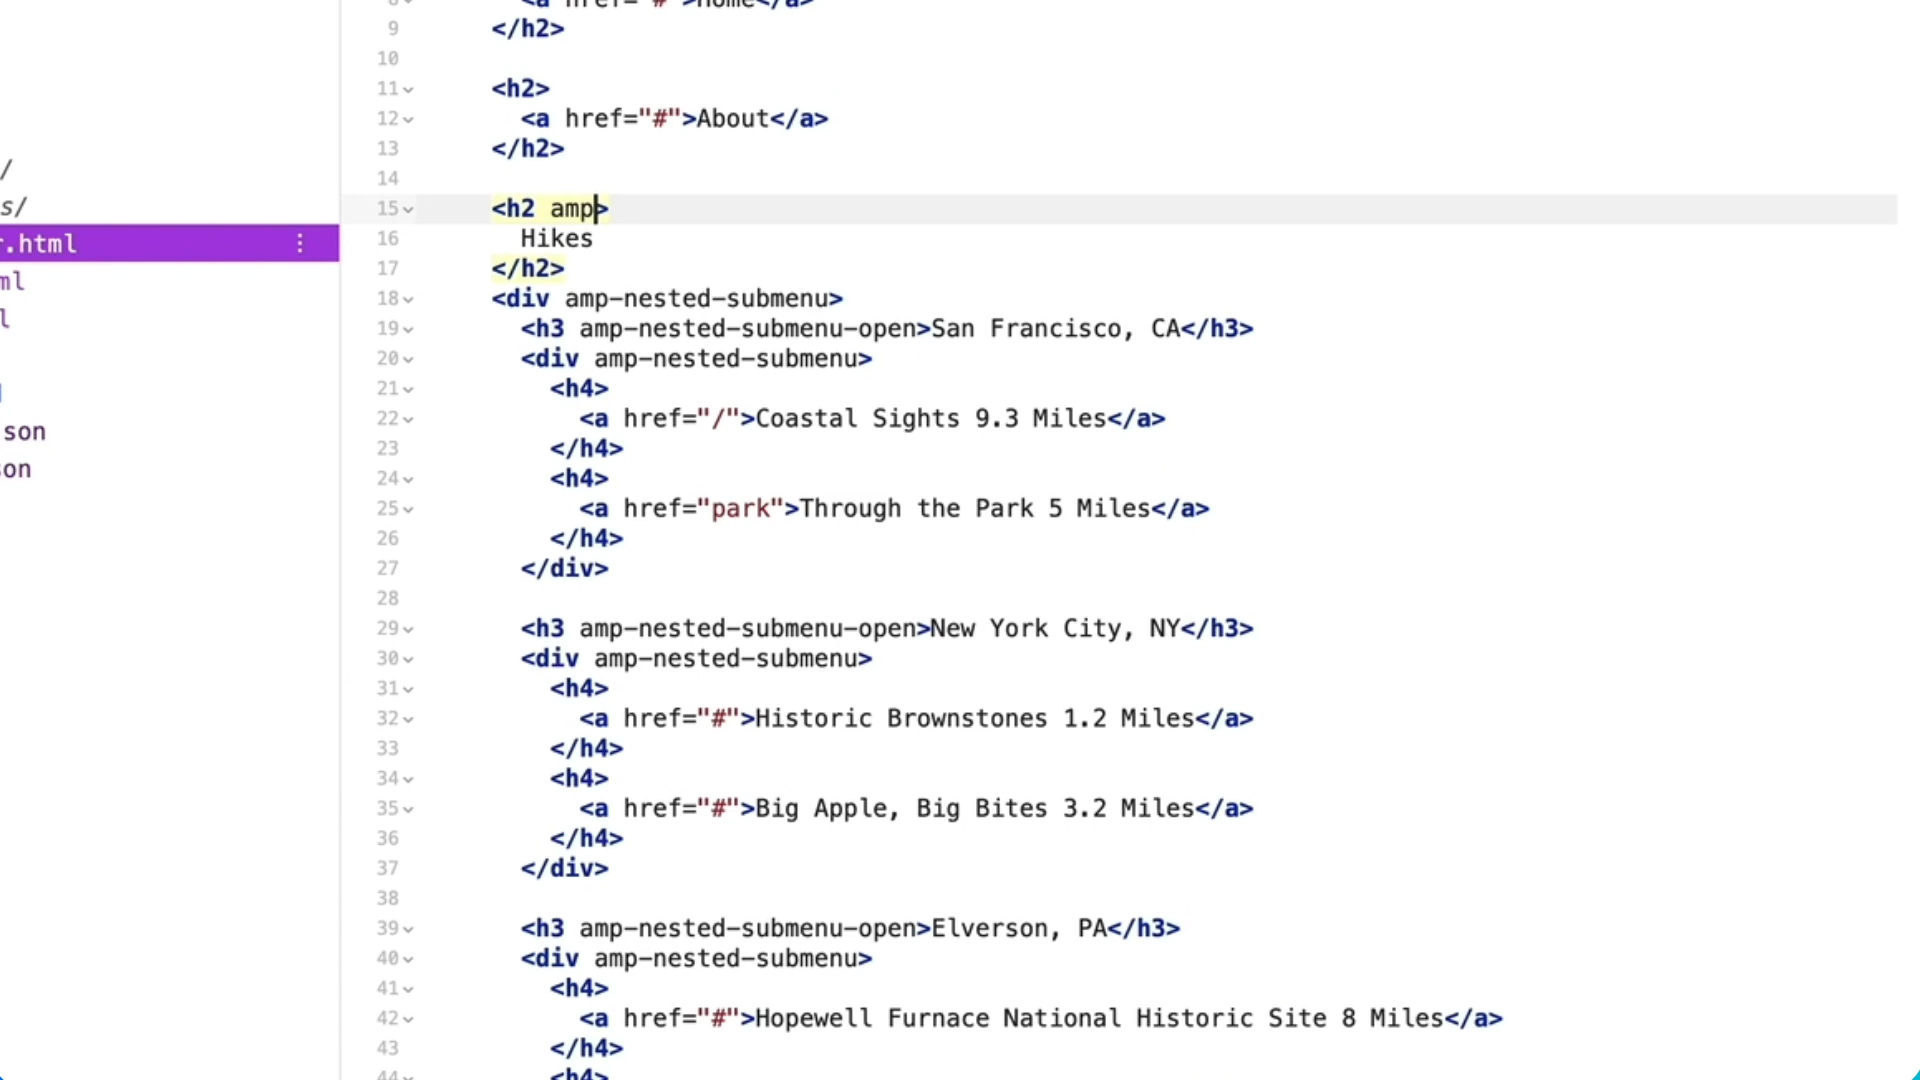 8 <a href="#">Home</a>
9 </h2>
10
11 <h2>
12 <a href="#">About</a>
13 </h2>
14
/
15 <h2 amp>
s/
16 Hikes
r.html
17 </h2>
ml
18 <div amp-nested-submenu>
l
19 <h3 amp-nested-submenu-open>San Francisco, CA</h3>
20 <div amp-nested-submenu>
21 <h4>
22 <a href="/">Coastal Sights 9.3 Miles</a>
son
23 </h4>
son
24 <h4>
25 <a href="park">Through the Park 5 Miles</a>
26 </h4>
27 </div>
28
29 <h3 amp-nested-submenu-open>New York City, NY</h3>
30 <div amp-nested-submenu>
31 <h4>
32 <a href="#">Historic Brownstones 1.2 Miles</a>
33 </h4>
34 <h4>
35 <a href="#">Big Apple, Big Bites 3.2 Miles</a>
36 </h4>
37 </div>
38
39 <h3 amp-nested-submenu-open>Elverson, PA</h3>
40 <div amp-nested-submenu>
41 <h4>
42 <a href="#">Hopewell Furnace National Historic Site 8 Miles</a>
43 </h4>
44 <h4>